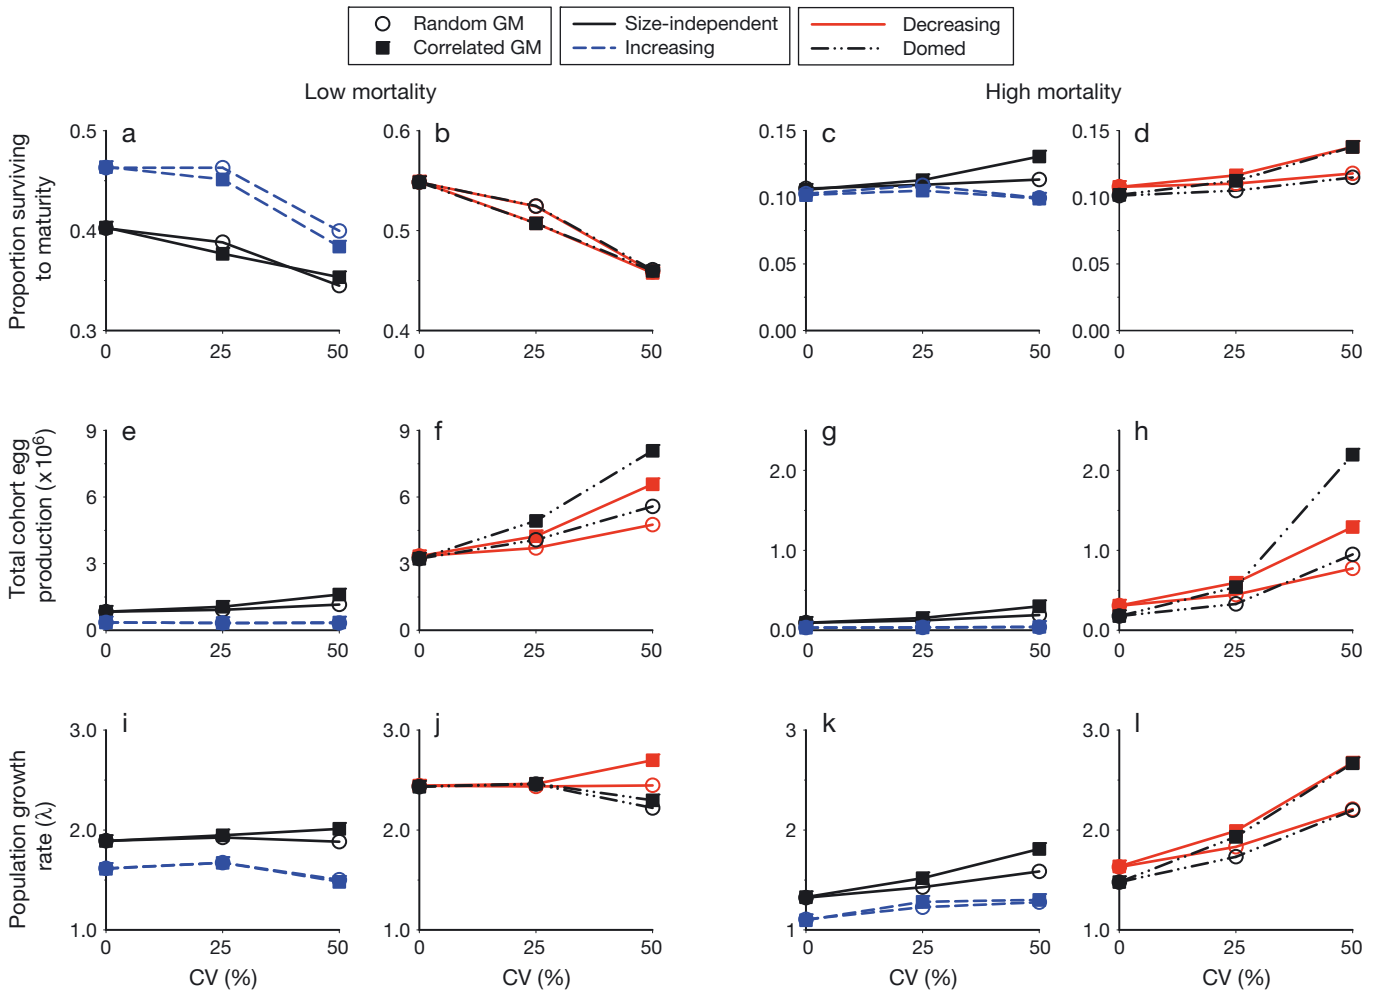 Random GM
Correlated GM
Size-independent
Increasing
Decreasing
Domed
Low mortality
High mortality
Proportion surviving
to maturity
a
0.5
0.4
0.3
0 25 50
b
0.6
0.5
0.4
0 25 50
c
0.15
0.10
0.05
0.00
0 25 50
d
0.15
0.10
0.05
0.00
0 25 50
Total cohort egg
production (x 10⁶)
e
9
6
3
0
0 25 50
f
9
6
3
0
0 25 50
g
2.0
1.0
0.0
0 25 50
h
2.0
1.0
0.0
0 25 50
Population growth
rate (λ)
i
3.0
2.0
1.0
0 25 50
CV (%)
j
3.0
2.0
1.0
0 25 50
CV (%)
k
3
2
1
0 25 50
CV (%)
l
3.0
2.0
1.0
0 25 50
CV (%)